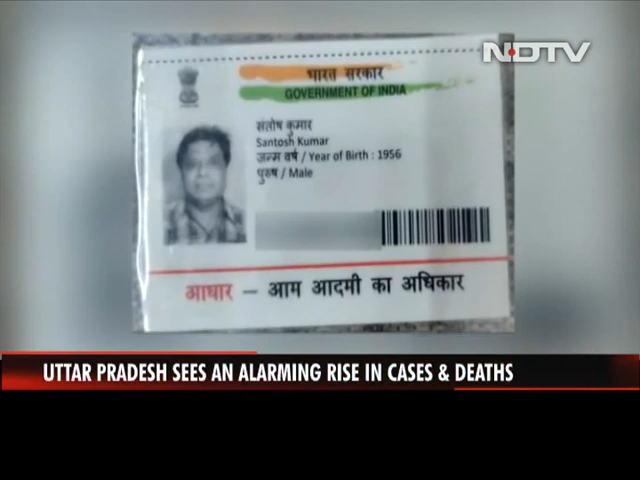 NDTV
भारत सरकार
GOVERNMENT OF INDIA
संतोष कुमार
Santosh Kumar
जन्म वर्ष / Year of Birth : 1956
पुरुष / Male
आधार – आम आदमी का अधिकार
UTTAR PRADESH SEES AN ALARMING RISE IN CASES & DEATHS